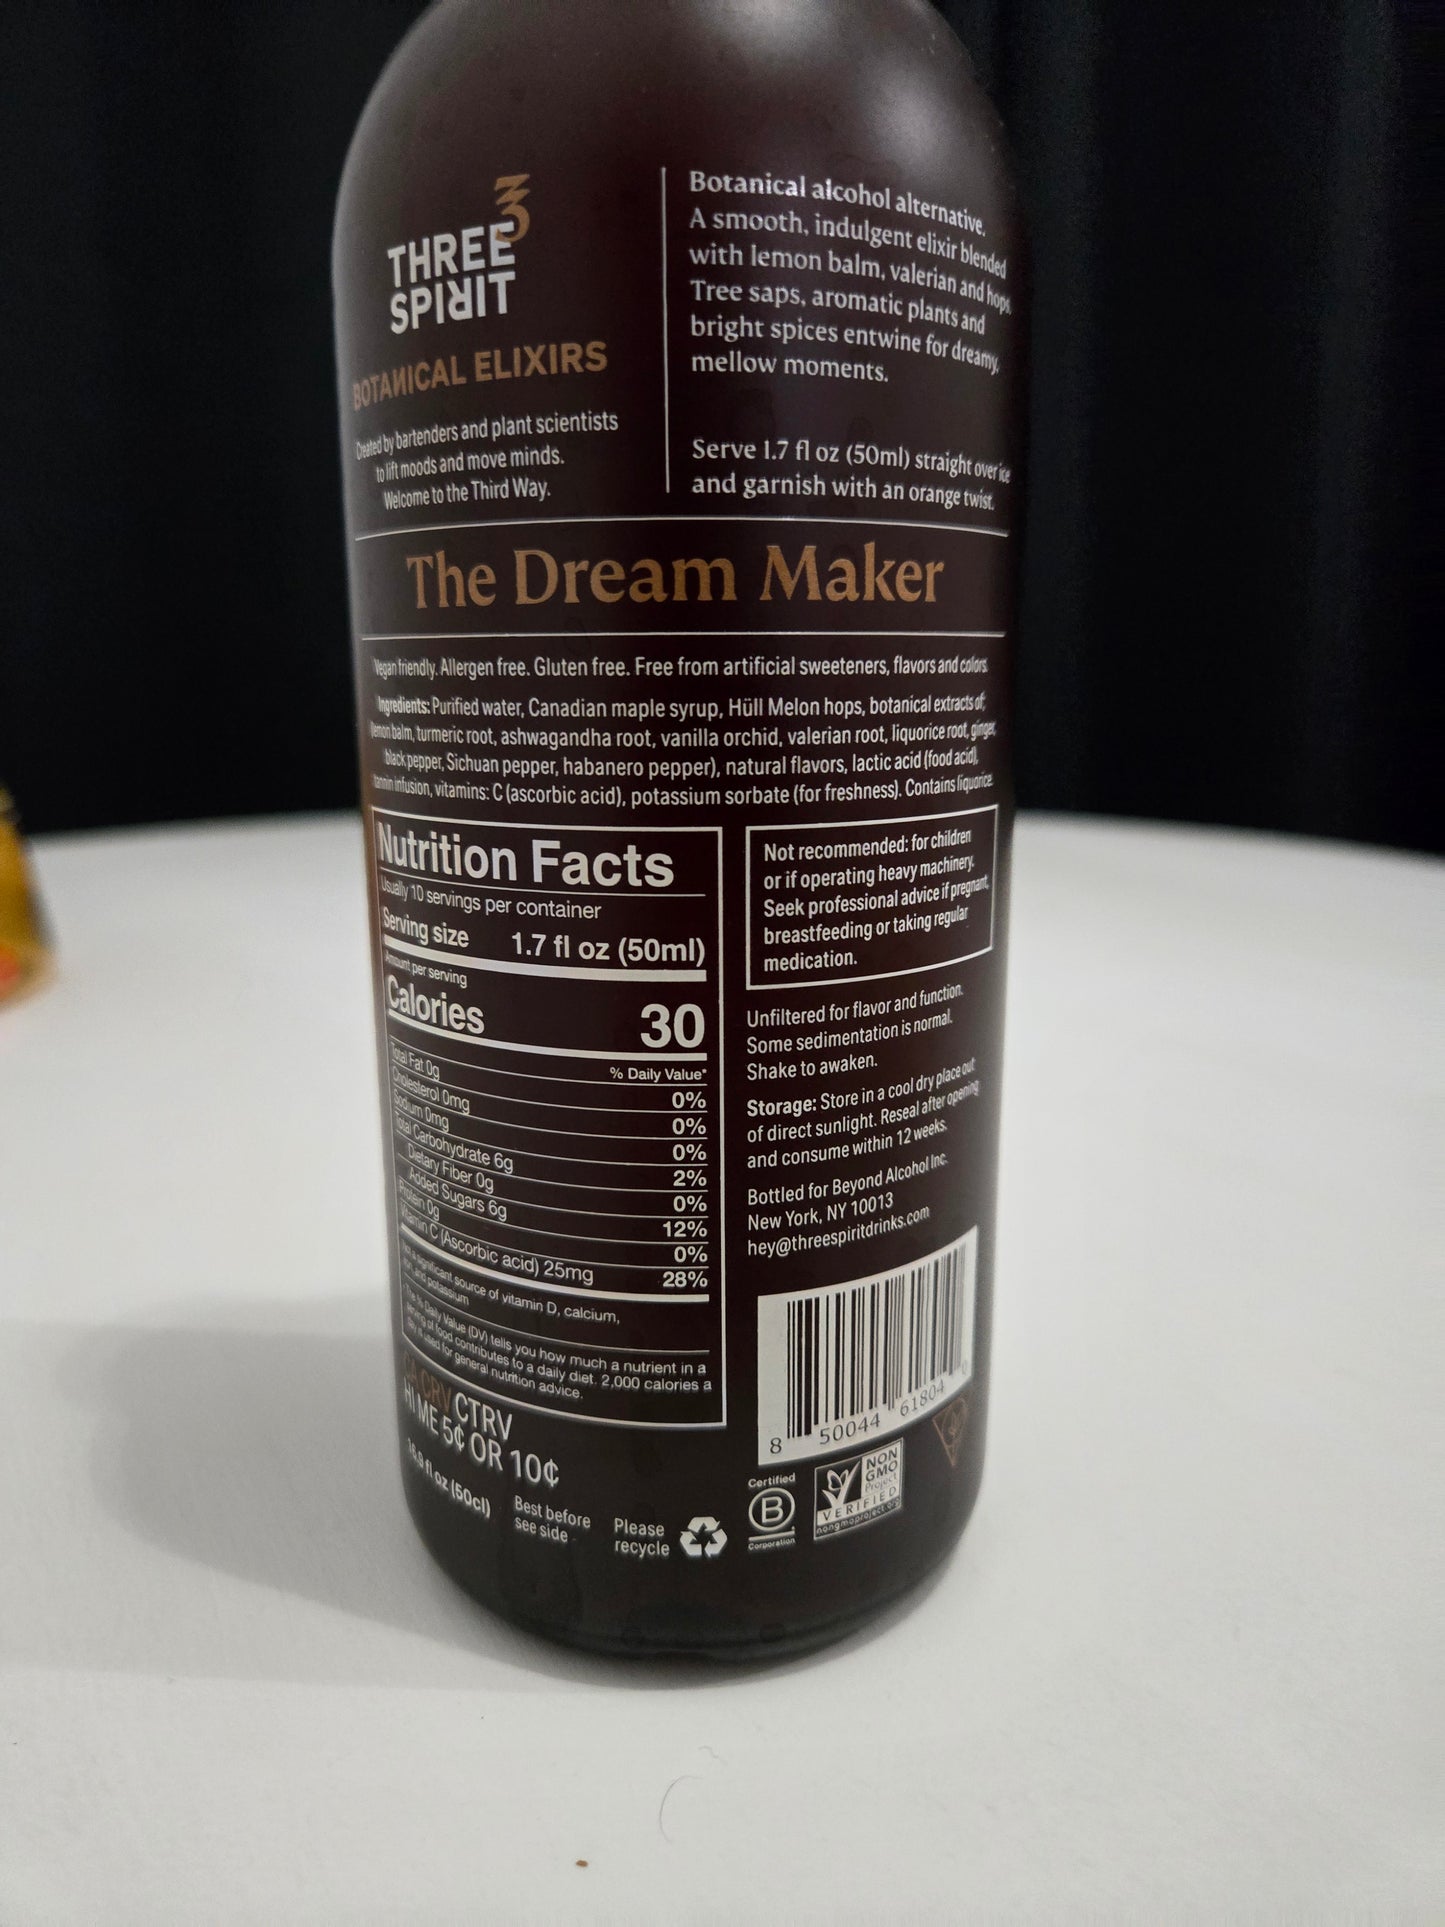 3
THREE
SPIRIT
BOTANICAL ELIXIRS
Created by bartenders and plant scientists
to lift moods and move minds.
Welcome to the Third Way.
Botanical alcohol alternative.
A smooth, indulgent elixir blended
with lemon balm, valerian and hops.
Tree saps, aromatic plants and
bright spices entwine for dreamy,
mellow moments.
Serve 1.7 fl oz (50ml) straight over ice
and garnish with an orange twist.
The Dream Maker
Vegan friendly. Allergen free. Gluten free. Free from artificial sweeteners, flavors and colors.
Ingredients: Purified water, Canadian maple syrup, Hüll Melon hops, botanical extracts of;
lemon balm, turmeric root, ashwagandha root, vanilla orchid, valerian root, liquorice root, ginger,
black pepper, Sichuan pepper, habanero pepper), natural flavors, lactic acid (food acid),
tannin infusion, vitamins: C (ascorbic acid), potassium sorbate (for freshness). Contains liquorice.
Nutrition Facts
Usually 10 servings per container
Serving size 1.7 fl oz (50ml)
Amount per serving
Calories 30
% Daily Value*
Total Fat 0g 0%
Cholesterol 0mg 0%
Sodium 0mg 0%
Total Carbohydrate 6g 2%
Dietary Fiber 0g 0%
Added Sugars 6g 12%
Protein 0g 0%
Vitamin C (Ascorbic acid) 25mg 28%
Not a significant source of vitamin D, calcium,
iron and potassium
The % Daily Value (DV) tells you how much a nutrient in a
serving of food contributes to a daily diet. 2,000 calories a
day is used for general nutrition advice.
CA CRV CTRV
HI ME 5¢ OR 10¢
16.9 fl oz (50cl)
Best before
see side
Please
recycle
Not recommended: for children
or if operating heavy machinery.
Seek professional advice if pregnant,
breastfeeding or taking regular
medication.
Unfiltered for flavor and function.
Some sedimentation is normal.
Shake to awaken.
Storage: Store in a cool dry place out
of direct sunlight. Reseal after opening
and consume within 12 weeks.
Bottled for Beyond Alcohol Inc.
New York, NY 10013
hey@threespiritdrinks.com
8 50044 61804 0
Certified
B
Corporation
NON
GMO
Project
VERIFIED
nongmoproject.org